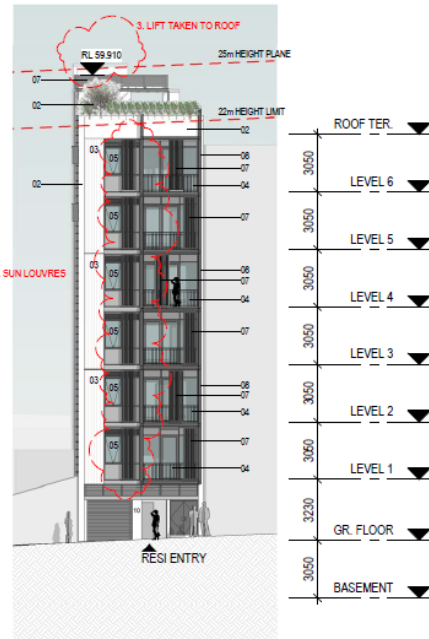 3. LIFT TAKEN TO ROOF
RL 59.910
25m HEIGHT PLANE
07
02
22m HEIGHT LIMIT
ROOF TER.
02
03
05
08
07
04
02
3050
LEVEL 6
05
07
3050
LEVEL 5
SUN LOUVRES
03
05
08
07
04
3050
LEVEL 4
05
07
3050
LEVEL 3
03
05
08
07
04
3050
LEVEL 2
05
07
04
3050
LEVEL 1
10
3230
GR. FLOOR
RESI ENTRY
3050
BASEMENT